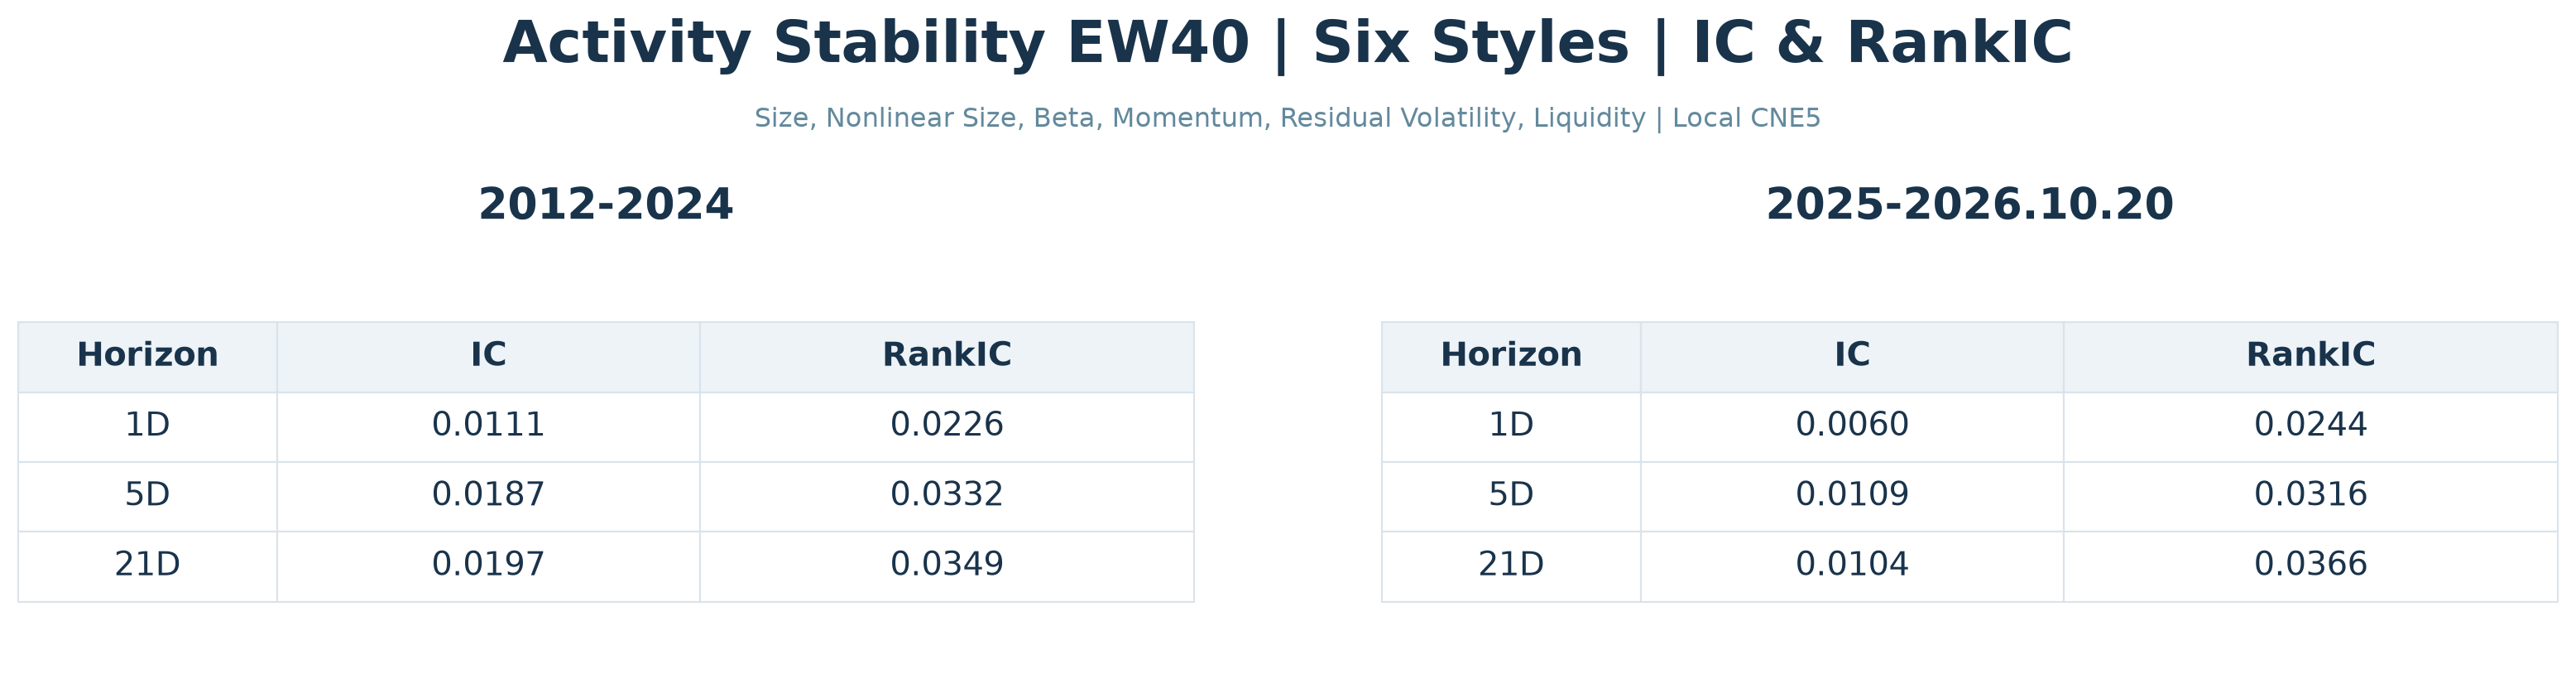 Activity Stability EW40 | Six Styles | IC & RankIC
Size, Nonlinear Size, Beta, Momentum, Residual Volatility, Liquidity | Local CNE5
2012-2024
Horizon IC RankIC
1D 0.0111 0.0226
5D 0.0187 0.0332
21D 0.0197 0.0349
2025-2026.10.20
Horizon IC RankIC
1D 0.0060 0.0244
5D 0.0109 0.0316
21D 0.0104 0.0366